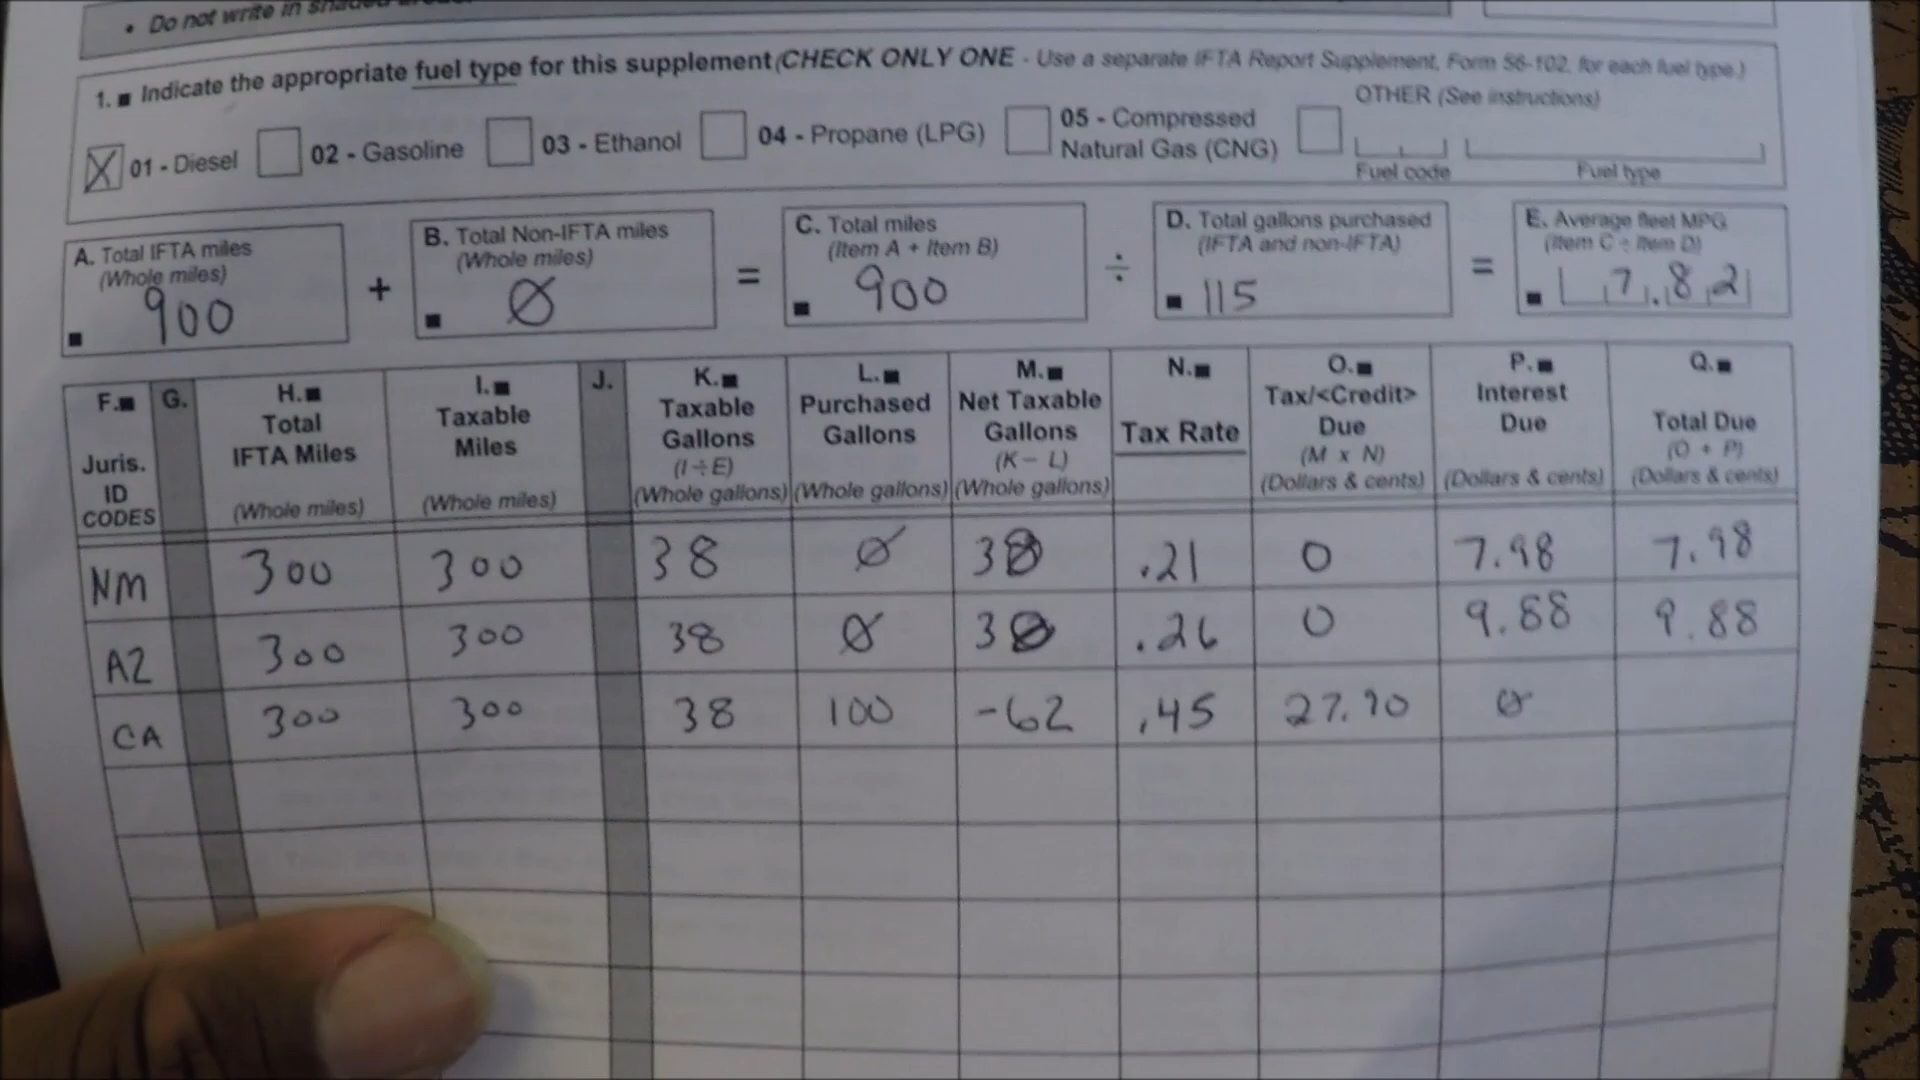 • Do not write in shaded
1. ■ Indicate the appropriate fuel type for this supplement (CHECK ONLY ONE - Use a separate IFTA Report Supplement, Form 56-102, for each fuel type.)
X 01 - Diesel 02 - Gasoline 03 - Ethanol 04 - Propane (LPG) 05 - Compressed Natural Gas (CNG) OTHER (See instructions)
Fuel code Fuel type
A. Total IFTA miles (Whole miles) ■ 900 + B. Total Non-IFTA miles (Whole miles) ■ Ø = C. Total miles (Item A + Item B) ■ 900 ÷ D. Total gallons purchased (IFTA and non-IFTA) ■ 115 = E. Average fleet MPG (Item C ÷ Item D) ■ 7.82
F.■ Juris. ID CODES
G.
H.■ Total IFTA Miles (Whole miles)
I.■ Taxable Miles (Whole miles)
J.
K.■ Taxable Gallons (I ÷ E) (Whole gallons)
L.■ Purchased Gallons (Whole gallons)
M.■ Net Taxable Gallons (K – L) (Whole gallons)
N.■ Tax Rate
O.■ Tax/<Credit> Due (M x N) (Dollars & cents)
P.■ Interest Due (Dollars & cents)
Q.■ Total Due (O + P) (Dollars & cents)
NM 300 300 38 Ø 38 .21 0 7.98 7.98
AZ 300 300 38 Ø 38 .26 0 9.88 9.88
CA 300 300 38 100 -62 .45 27.90 Ø